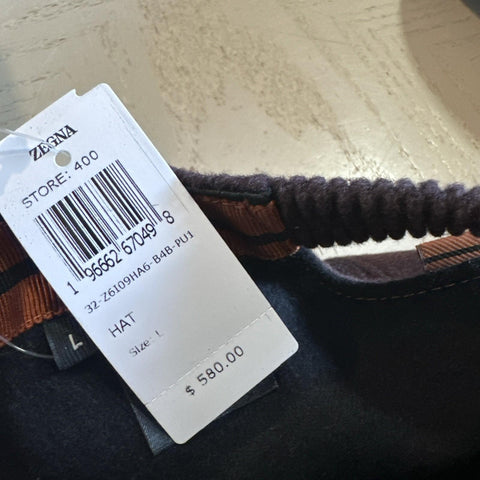 ZEGNA
STORE: 400
1 96662 67049 8
32-Z6109HA6-B4B-PU1
HAT
Size: L
$ 580.00
L